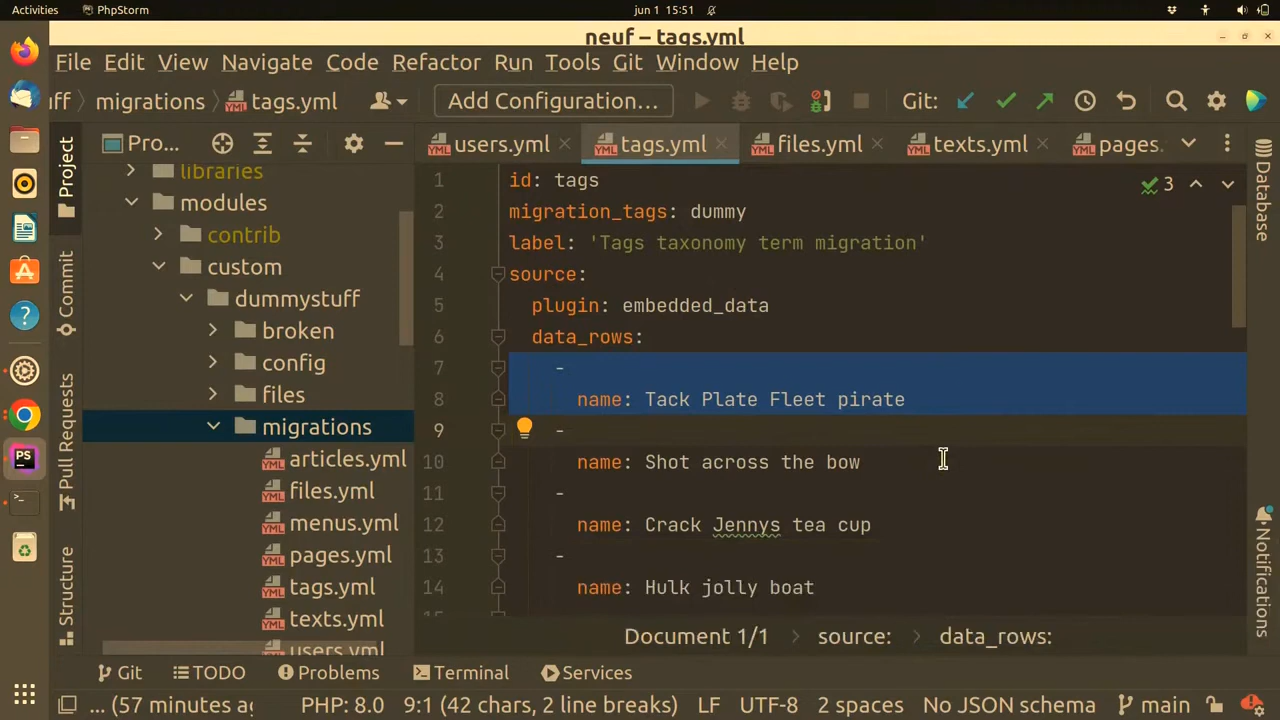 Activities PhpStorm jun 1 15:51
neuf – tags.yml
File Edit View Navigate Code Refactor Run Tools Git Window Help
uff migrations tags.yml Add Configuration... Git:
Pro... users.yml tags.yml files.yml texts.yml pages.
Project
Commit
Pull Requests
Structure
libraries
modules
contrib
custom
dummystuff
broken
config
files
migrations
articles.yml
files.yml
menus.yml
pages.yml
tags.yml
texts.yml
users.yml
1 id: tags
2 migration_tags: dummy
3 label: 'Tags taxonomy term migration'
4 source:
5 plugin: embedded_data
6 data_rows:
7 -
8 name: Tack Plate Fleet pirate
9 -
10 name: Shot across the bow
11 -
12 name: Crack Jennys tea cup
13 -
14 name: Hulk jolly boat
3
Database
Notifications
Document 1/1 source: data_rows:
Git TODO Problems Terminal Services
... (57 minutes ag PHP: 8.0 9:1 (42 chars, 2 line breaks) LF UTF-8 2 spaces No JSON schema main